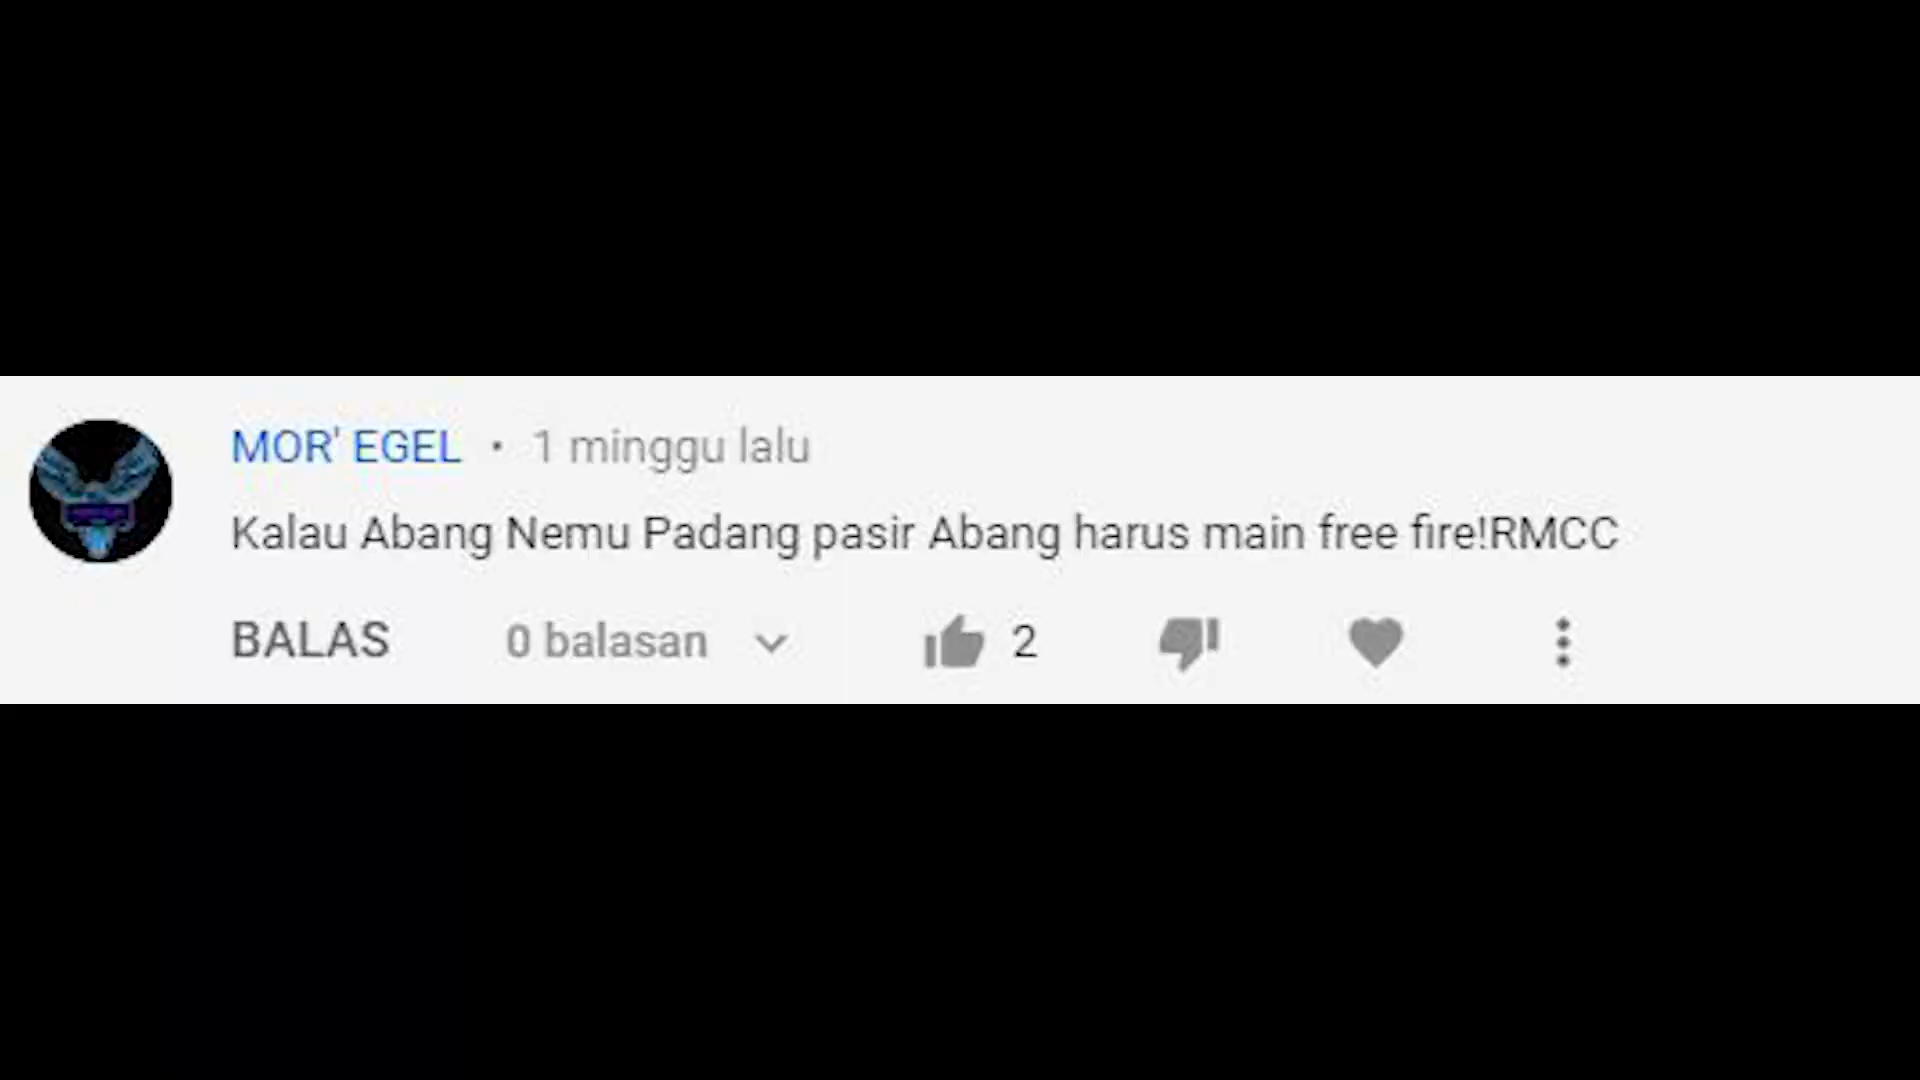 MOR' EGEL • 1 minggu lalu
Kalau Abang Nemu Padang pasir Abang harus main free fire!RMCC
BALAS 0 balasan 2